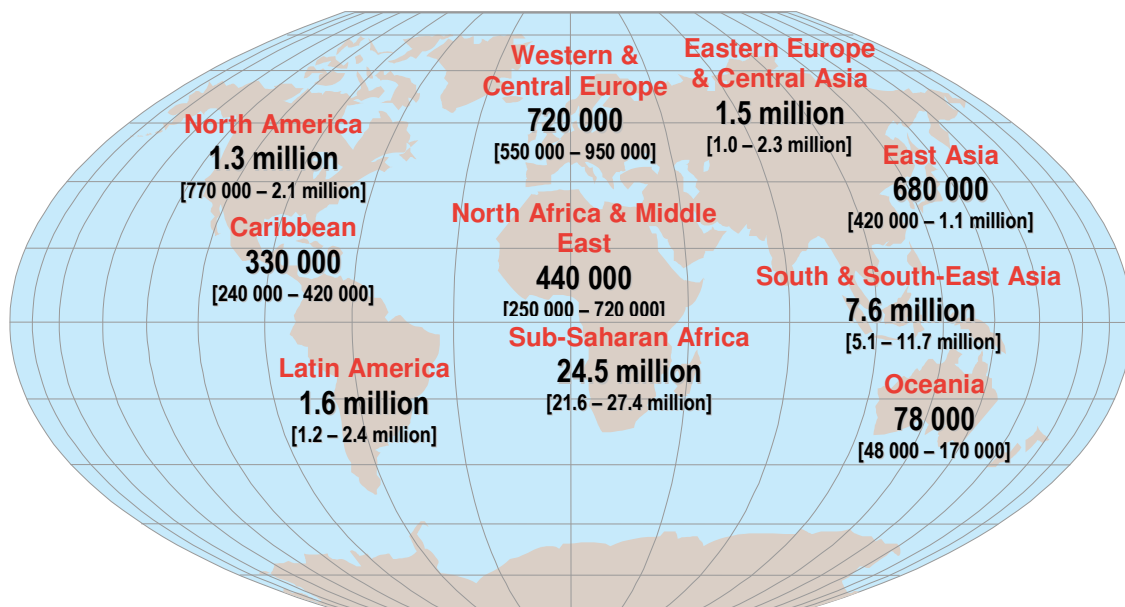 Western &
Central Europe
720 000
[550 000 – 950 000]
Eastern Europe
& Central Asia
1.5 million
[1.0 – 2.3 million]
North America
1.3 million
[770 000 – 2.1 million]
East Asia
680 000
[420 000 – 1.1 million]
Caribbean
330 000
[240 000 – 420 000]
North Africa & Middle
East
440 000
[250 000 – 720 000]
South & South-East Asia
7.6 million
[5.1 – 11.7 million]
Sub-Saharan Africa
24.5 million
[21.6 – 27.4 million]
Latin America
1.6 million
[1.2 – 2.4 million]
Oceania
78 000
[48 000 – 170 000]